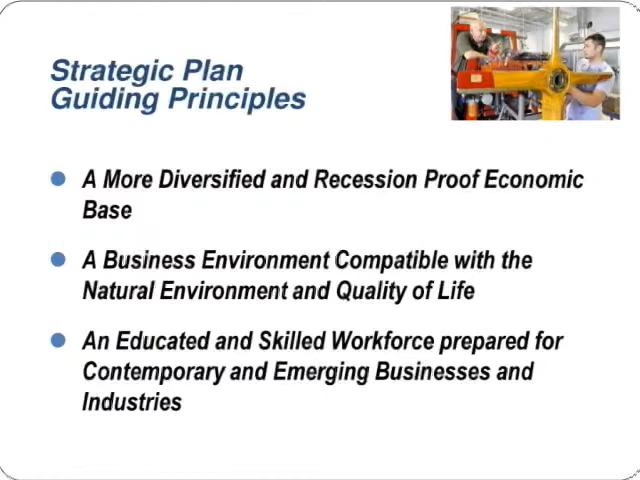 Strategic Plan
Guiding Principles
A More Diversified and Recession Proof Economic
Base
A Business Environment Compatible with the
Natural Environment and Quality of Life
An Educated and Skilled Workforce prepared for
Contemporary and Emerging Businesses and
Industries